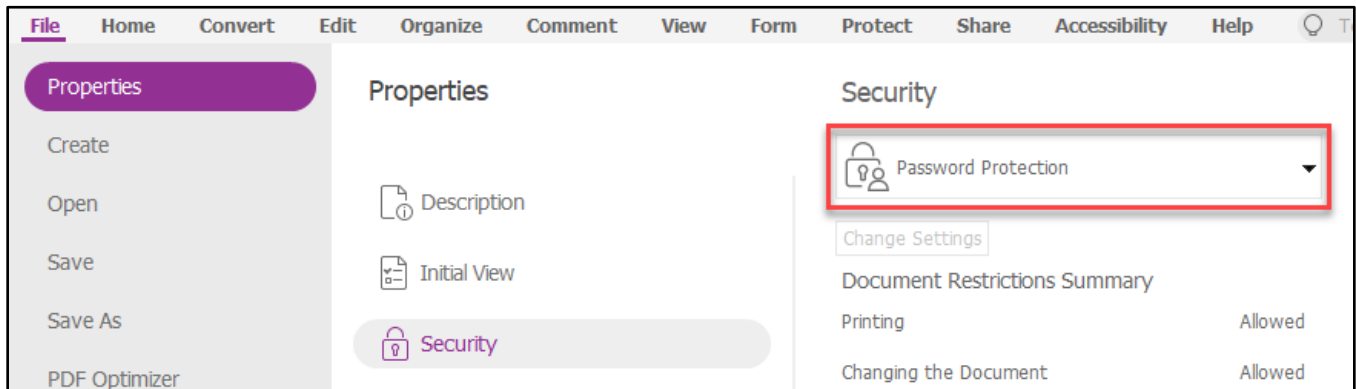 File Home Convert Edit Organize Comment View Form Protect Share Accessibility Help
Properties
Create
Open
Save
Save As
PDF Optimizer
Properties
Description
Initial View
Security
Security
Password Protection
Change Settings
Document Restrictions Summary
Printing Allowed
Changing the Document Allowed